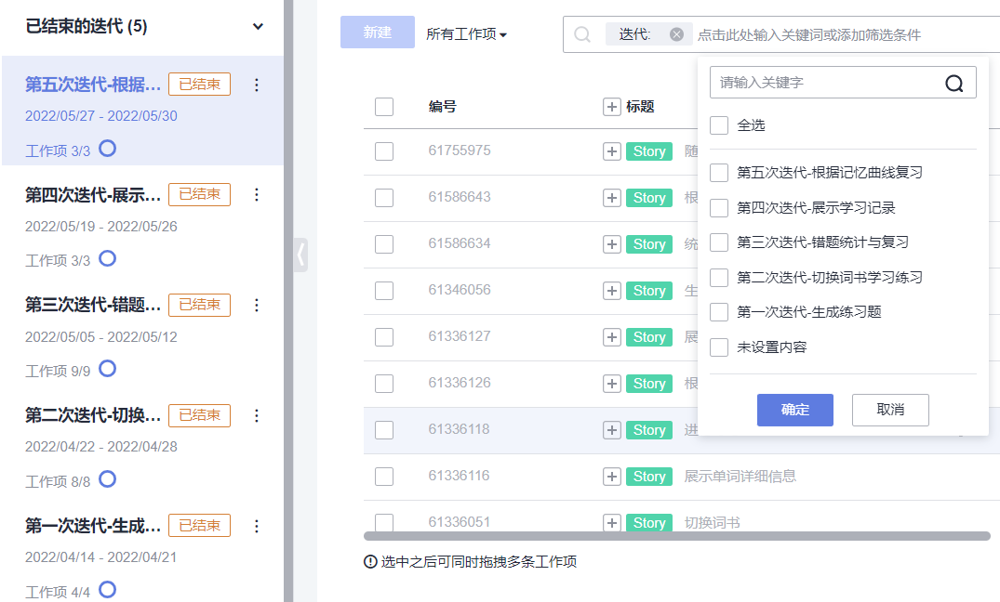 已结束的迭代 (5)
第五次迭代-根据... 已结束
2022/05/27 - 2022/05/30
工作项 3/3
第四次迭代-展示... 已结束
2022/05/19 - 2022/05/26
工作项 3/3
第三次迭代-错题... 已结束
2022/05/05 - 2022/05/12
工作项 9/9
第二次迭代-切换... 已结束
2022/04/22 - 2022/04/28
工作项 8/8
第一次迭代-生成... 已结束
2022/04/14 - 2022/04/21
工作项 4/4
新建 所有工作项 迭代: 点击此处输入关键词或添加筛选条件
编号 标题
61755975 Story 随
61586643 Story 根
61586634 Story 统
61346056 Story 生
61336127 Story 展
61336126 Story 根
61336118 Story 进
61336116 Story 展示单词详细信息
61336051 Story 切换词书
选中之后可同时拖拽多条工作项
请输入关键字
全选
第五次迭代-根据记忆曲线复习
第四次迭代-展示学习记录
第三次迭代-错题统计与复习
第二次迭代-切换词书学习练习
第一次迭代-生成练习题
未设置内容
确定 取消